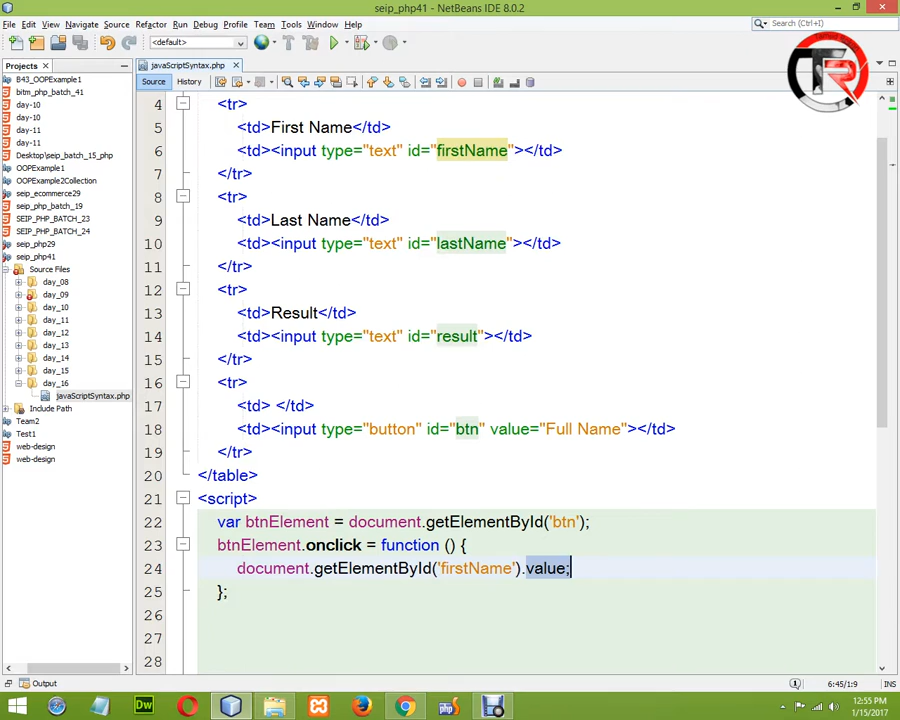 seip_php41 - NetBeans IDE 8.0.2
File Edit View Navigate Source Refactor Run Debug Profile Team Tools Window Help
Search (Ctrl+I)
<default>
TR
Projects
javaScriptSyntax.php
Source History
B43_OOPExample1
bitm_php_batch_41
day-10
day-10
day-11
day-11
Desktop\seip_batch_15_php
OOPExample1
OOPExample2Collection
seip_ecommerce29
seip_php_batch_19
SEIP_PHP_BATCH_23
SEIP_PHP_BATCH_24
seip_php29
seip_php41
Source Files
day_08
day_09
day_10
day_11
day_12
day_13
day_14
day_15
day_16
javaScriptSyntax.php
Include Path
Team2
Test1
web-design
web-design
4 <tr>
5 <td>First Name</td>
6 <td><input type="text" id="firstName"></td>
7 </tr>
8 <tr>
9 <td>Last Name</td>
10 <td><input type="text" id="lastName"></td>
11 </tr>
12 <tr>
13 <td>Result</td>
14 <td><input type="text" id="result"></td>
15 </tr>
16 <tr>
17 <td> </td>
18 <td><input type="button" id="btn" value="Full Name"></td>
19 </tr>
20 </table>
21 <script>
22 var btnElement = document.getElementById('btn');
23 btnElement.onclick = function () {
24 document.getElementById('firstName').value;
25 };
26
27
28
Output
6:45/1:9 INS
Dw
php
12:55 PM
1/15/2017